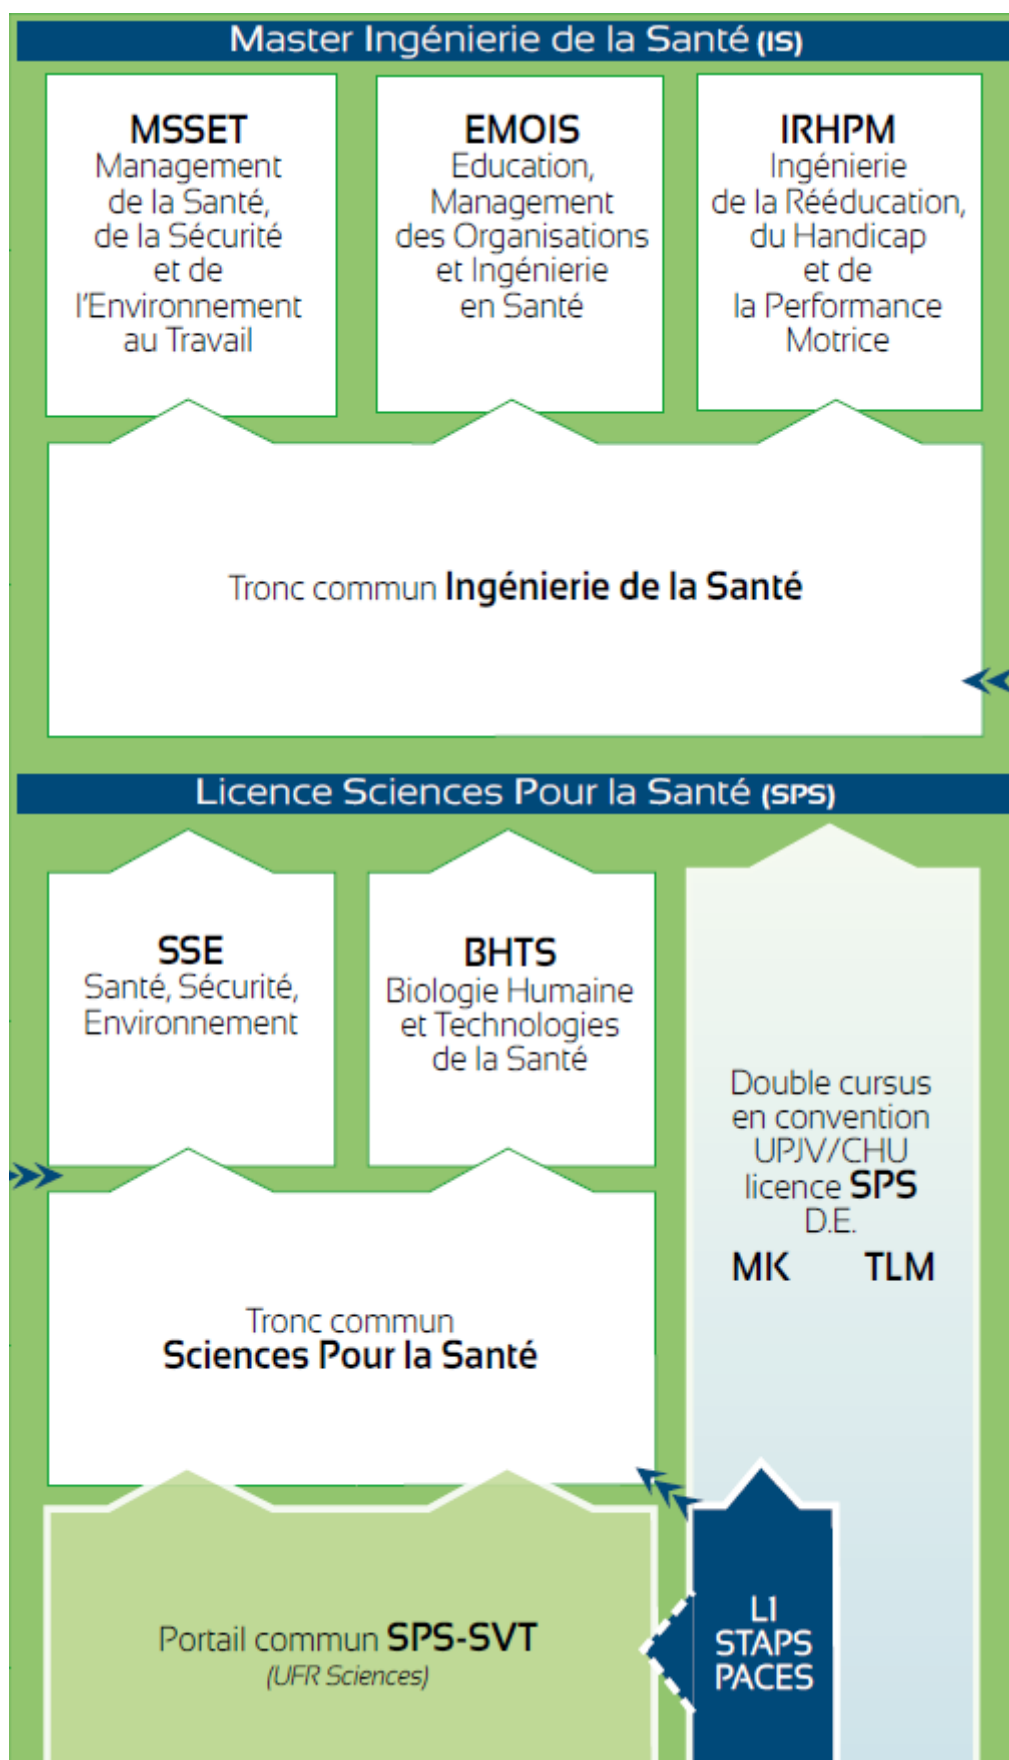 Master Ingénierie de la Santé (IS)
MSSET
Management
de la Santé,
de la Sécurité
et de
l'Environnement
au Travail
EMOIS
Education,
Management
des Organisations
et Ingénierie
en Santé
IRHPM
Ingénierie
de la Rééducation,
du Handicap
et de
la Performance
Motrice
Tronc commun Ingénierie de la Santé
Licence Sciences Pour la Santé (SPS)
SSE
Santé, Sécurité,
Environnement
BHTS
Biologie Humaine
et Technologies
de la Santé
Double cursus
en convention
UPJV/CHU
licence SPS
D.E.
MK TLM
Tronc commun
Sciences Pour la Santé
Portail commun SPS-SVT
(UFR Sciences)
L1
STAPS
PACES